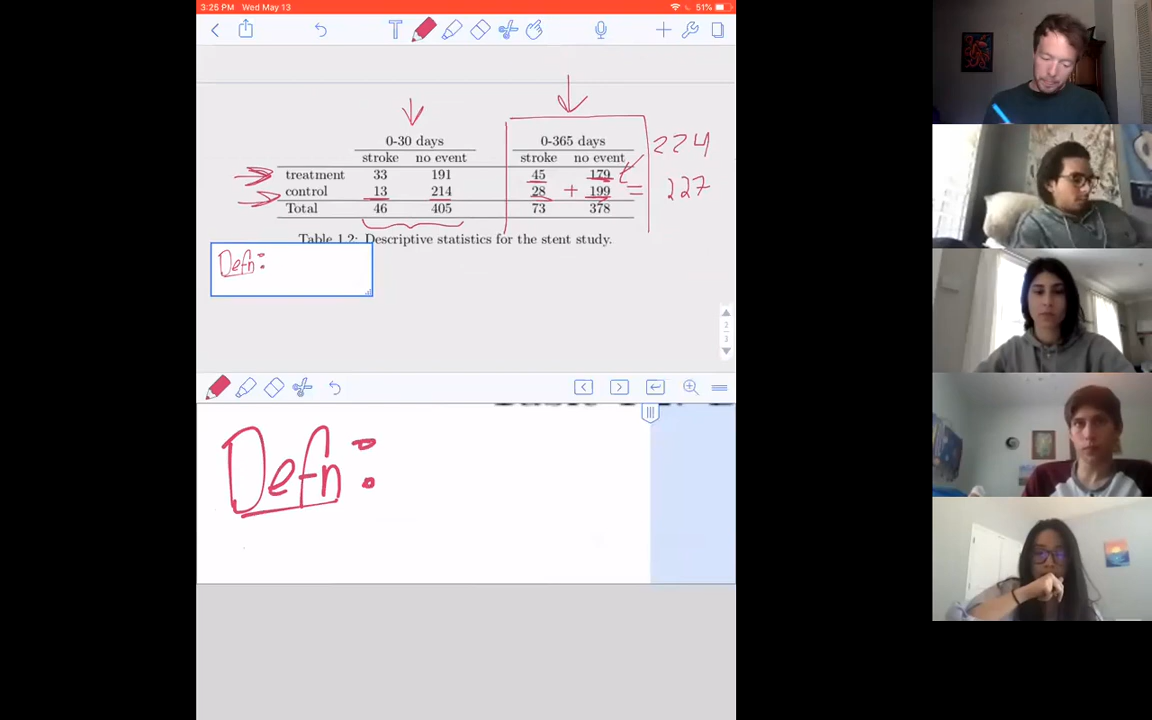 3:25 PM Wed May 13
51%
T
0-30 days 0-365 days
stroke no event stroke no event 224
treatment 33 191 45 179
control 13 214 28 + 199 = 227
Total 46 405 73 378
Table 1.2: Descriptive statistics for the stent study.
Defn:
2
3
Defn: